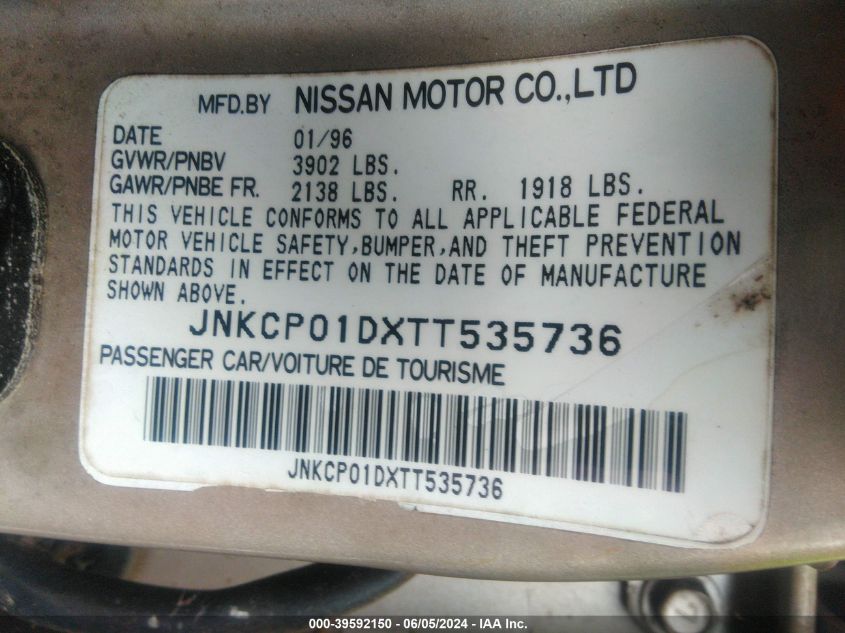 MFD.BY NISSAN MOTOR CO.,LTD
DATE 01/96
GVWR/PNBV 3902 LBS.
GAWR/PNBE FR. 2138 LBS. RR. 1918 LBS.
THIS VEHICLE CONFORMS TO ALL APPLICABLE FEDERAL
MOTOR VEHICLE SAFETY,BUMPER,AND THEFT PREVENTION
STANDARDS IN EFFECT ON THE DATE OF MANUFACTURE
SHOWN ABOVE.
JNKCP01DXTT535736
PASSENGER CAR/VOITURE DE TOURISME
JNKCP01DXTT535736
000-39592150 - 06/05/2024 - IAA Inc.